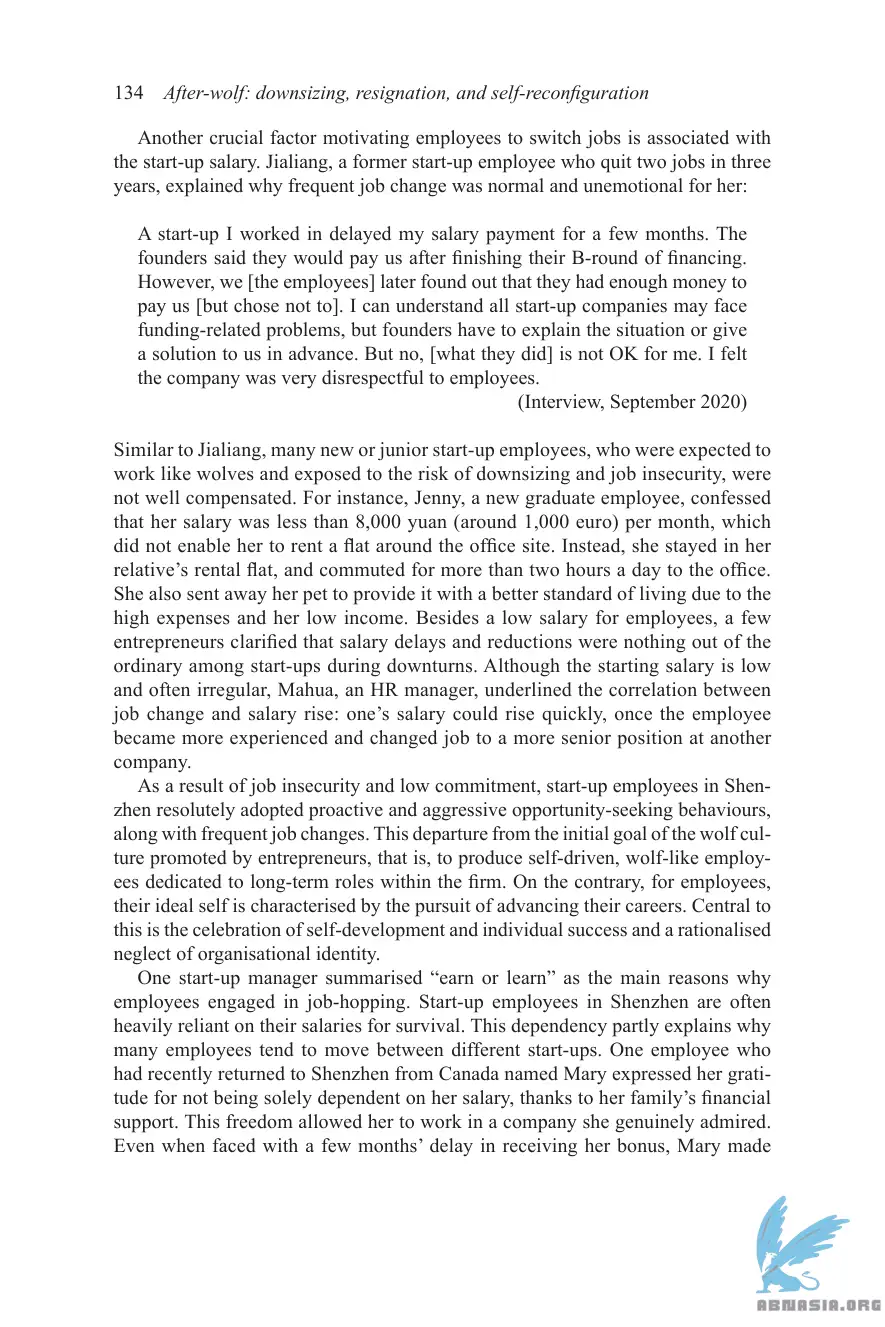 134 After-wolf: downsizing, resignation, and self-reconfiguration
Another crucial factor motivating employees to switch jobs is associated with
the start-up salary. Jialiang, a former start-up employee who quit two jobs in three
years, explained why frequent job change was normal and unemotional for her:
A start-up I worked in delayed my salary payment for a few months. The
founders said they would pay us after finishing their B-round of financing.
However, we [the employees] later found out that they had enough money to
pay us [but chose not to]. I can understand all start-up companies may face
funding-related problems, but founders have to explain the situation or give
a solution to us in advance. But no, [what they did] is not OK for me. I felt
the company was very disrespectful to employees.
(Interview, September 2020)
Similar to Jialiang, many new or junior start-up employees, who were expected to
work like wolves and exposed to the risk of downsizing and job insecurity, were
not well compensated. For instance, Jenny, a new graduate employee, confessed
that her salary was less than 8,000 yuan (around 1,000 euro) per month, which
did not enable her to rent a flat around the office site. Instead, she stayed in her
relative’s rental flat, and commuted for more than two hours a day to the office.
She also sent away her pet to provide it with a better standard of living due to the
high expenses and her low income. Besides a low salary for employees, a few
entrepreneurs clarified that salary delays and reductions were nothing out of the
ordinary among start-ups during downturns. Although the starting salary is low
and often irregular, Mahua, an HR manager, underlined the correlation between
job change and salary rise: one’s salary could rise quickly, once the employee
became more experienced and changed job to a more senior position at another
company.
As a result of job insecurity and low commitment, start-up employees in Shen-
zhen resolutely adopted proactive and aggressive opportunity-seeking behaviours,
along with frequent job changes. This departure from the initial goal of the wolf cul-
ture promoted by entrepreneurs, that is, to produce self-driven, wolf-like employ-
ees dedicated to long-term roles within the firm. On the contrary, for employees,
their ideal self is characterised by the pursuit of advancing their careers. Central to
this is the celebration of self-development and individual success and a rationalised
neglect of organisational identity.
One start-up manager summarised “earn or learn” as the main reasons why
employees engaged in job-hopping. Start-up employees in Shenzhen are often
heavily reliant on their salaries for survival. This dependency partly explains why
many employees tend to move between different start-ups. One employee who
had recently returned to Shenzhen from Canada named Mary expressed her grati-
tude for not being solely dependent on her salary, thanks to her family’s financial
support. This freedom allowed her to work in a company she genuinely admired.
Even when faced with a few months’ delay in receiving her bonus, Mary made
ABNASIA.ORG